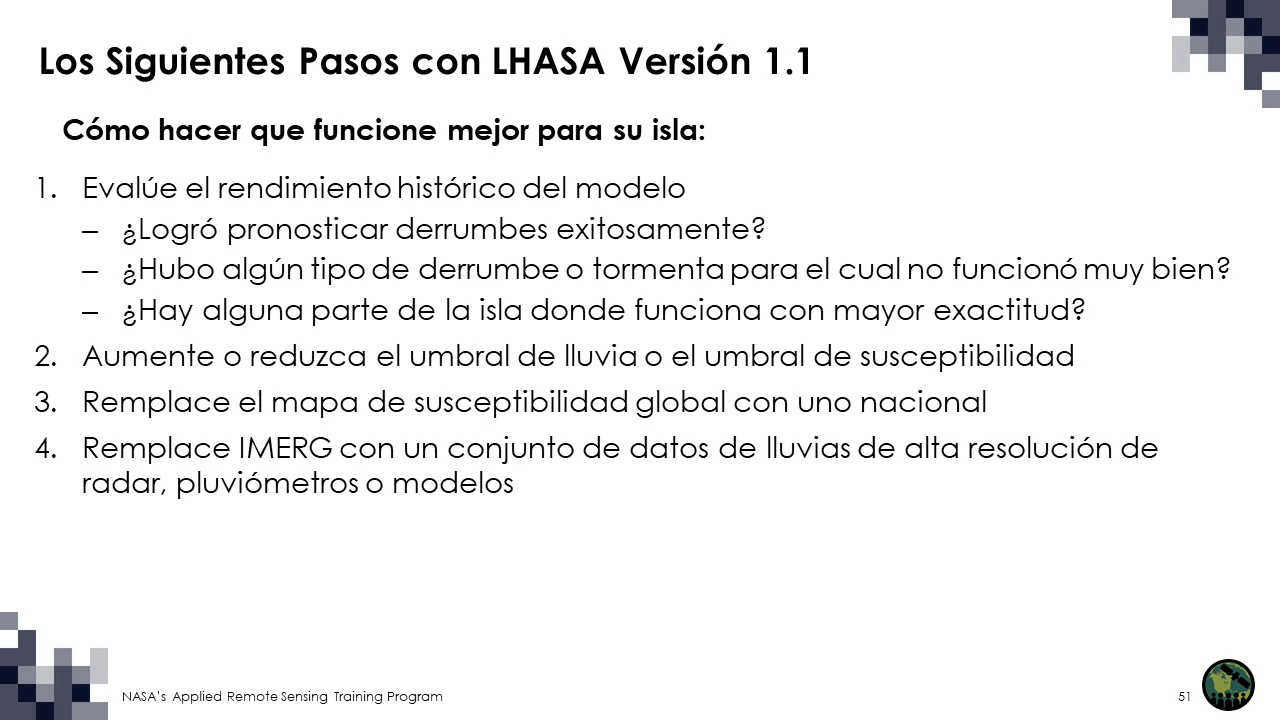 Los Siguientes Pasos con LHASA Versión 1.1
Cómo hacer que funcione mejor para su isla:
1. Evalúe el rendimiento histórico del modelo
– ¿Logró pronosticar derrumbes exitosamente?
– ¿Hubo algún tipo de derrumbe o tormenta para el cual no funcionó muy bien?
– ¿Hay alguna parte de la isla donde funciona con mayor exactitud?
2. Aumente o reduzca el umbral de lluvia o el umbral de susceptibilidad
3. Remplace el mapa de susceptibilidad global con uno nacional
4. Remplace IMERG con un conjunto de datos de lluvias de alta resolución de
radar, pluviómetros o modelos
NASA's Applied Remote Sensing Training Program
51